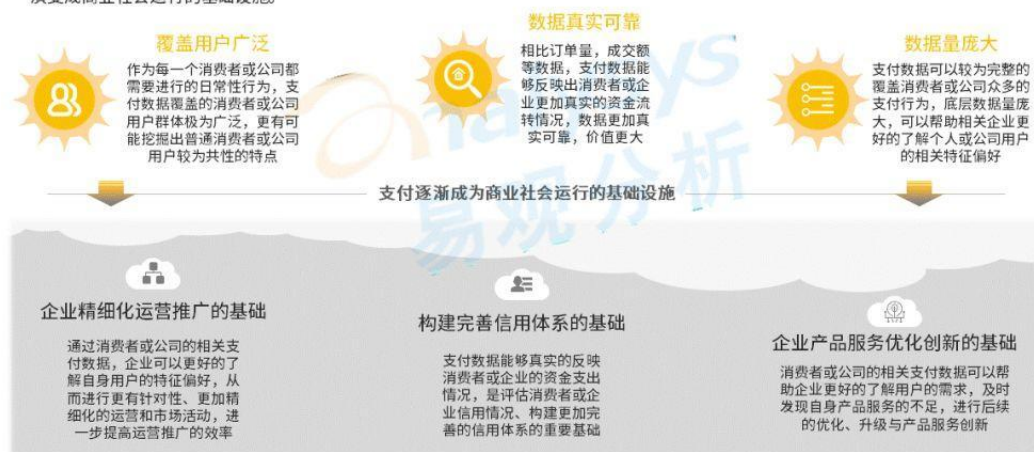 演变成商业社会运行的基础设施。
覆盖用户广泛
作为每一个消费者或公司都
需要进行的日常性行为，支
付数据覆盖的消费者或公司
用户群体极为广泛，更有可
能挖掘出普通消费者或公司
用户较为共性的特点
数据真实可靠
相比订单量，成交额
等数据，支付数据能
够反映出消费者或企
业更加真实的资金流
转情况，数据更加真
实可靠，价值更大
数据量庞大
支付数据可以较为完整的
覆盖消费者或公司众多的
支付行为，底层数据量庞
大，可以帮助相关企业更
好的了解个人或公司用户
的相关特征偏好
支付逐渐成为商业社会运行的基础设施
analysys
易观分析
企业精细化运营推广的基础
通过消费者或公司的相关支
付数据，企业可以更好的了
解自身用户的特征偏好，从
而进行更有针对性、更加精
细化的运营和市场活动，进
一步提高运营推广的效率
构建完善信用体系的基础
支付数据能够真实的反映
消费者或企业的资金支出
情况，是评估消费者或企
业信用情况、构建更加完
善的信用体系的重要基础
企业产品服务优化创新的基础
消费者或公司的相关支付数据可以帮
助企业更好的了解用户的需求，及时
发现自身产品服务的不足，进行后续
的优化、升级与产品服务创新